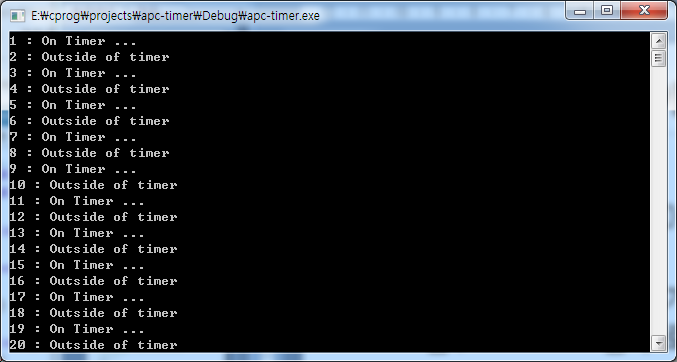 E:₩cprog₩projects₩apc-timer₩Debug₩apc-timer.exe
1 : On Timer ...
2 : Outside of timer
3 : On Timer ...
4 : Outside of timer
5 : On Timer ...
6 : Outside of timer
7 : On Timer ...
8 : Outside of timer
9 : On Timer ...
10 : Outside of timer
11 : On Timer ...
12 : Outside of timer
13 : On Timer ...
14 : Outside of timer
15 : On Timer ...
16 : Outside of timer
17 : On Timer ...
18 : Outside of timer
19 : On Timer ...
20 : Outside of timer